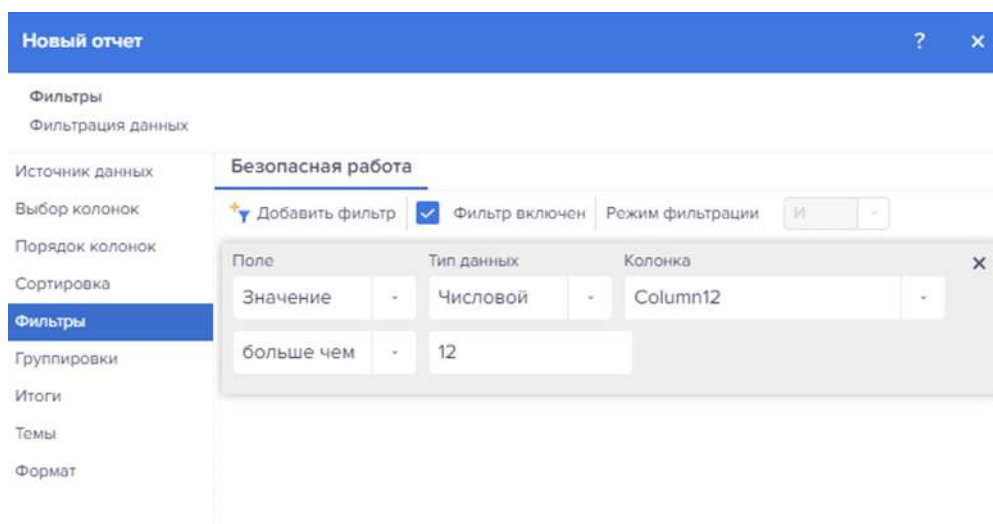 Новый отчет ?
Фильтры
Фильтрация данных
Источник данных
Выбор колонок
Порядок колонок
Сортировка
Фильтры
Группировки
Итоги
Темы
Формат
Безопасная работа
Добавить фильтр Фильтр включен Режим фильтрации И
Поле Тип данных Колонка
Значение Числовой Column12
больше чем 12